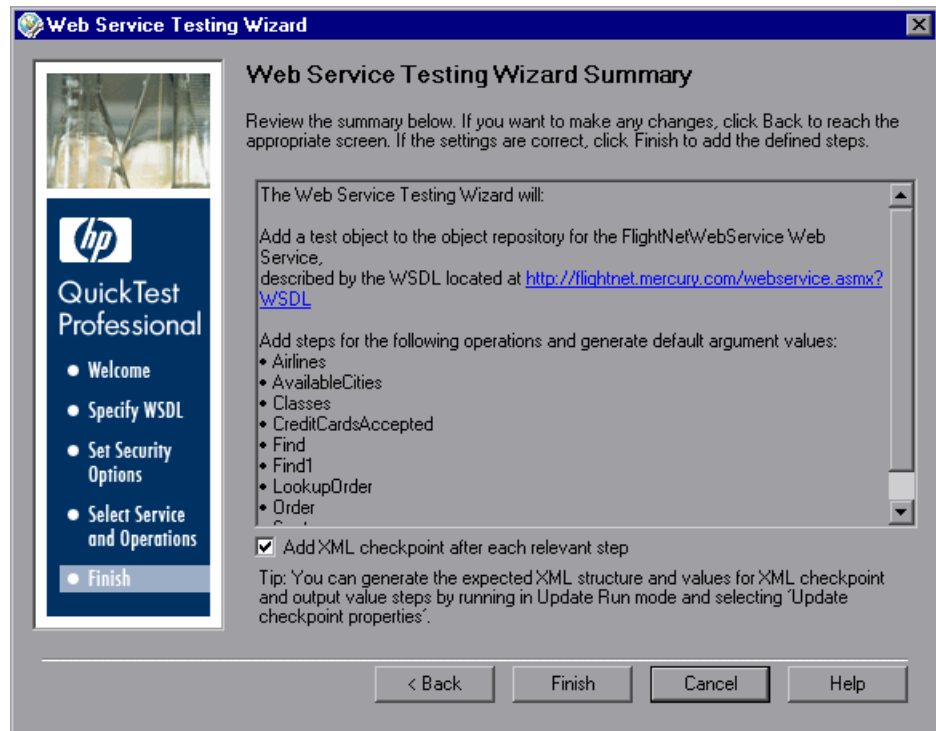 Web Service Testing Wizard
hp
QuickTest
Professional
• Welcome
• Specify WSDL
• Set Security
Options
• Select Service
and Operations
• Finish
Web Service Testing Wizard Summary
Review the summary below. If you want to make any changes, click Back to reach the
appropriate screen. If the settings are correct, click Finish to add the defined steps.
The Web Service Testing Wizard will:
Add a test object to the object repository for the FlightNetWebService Web
Service,
described by the WSDL located at http://flightnet.mercury.com/webservice.asmx?
WSDL
Add steps for the following operations and generate default argument values:
• Airlines
• AvailableCities
• Classes
• CreditCardsAccepted
• Find
• Find1
• LookupOrder
• Order
Add XML checkpoint after each relevant step
Tip: You can generate the expected XML structure and values for XML checkpoint
and output value steps by running in Update Run mode and selecting ´Update
checkpoint properties´.
< Back Finish Cancel Help